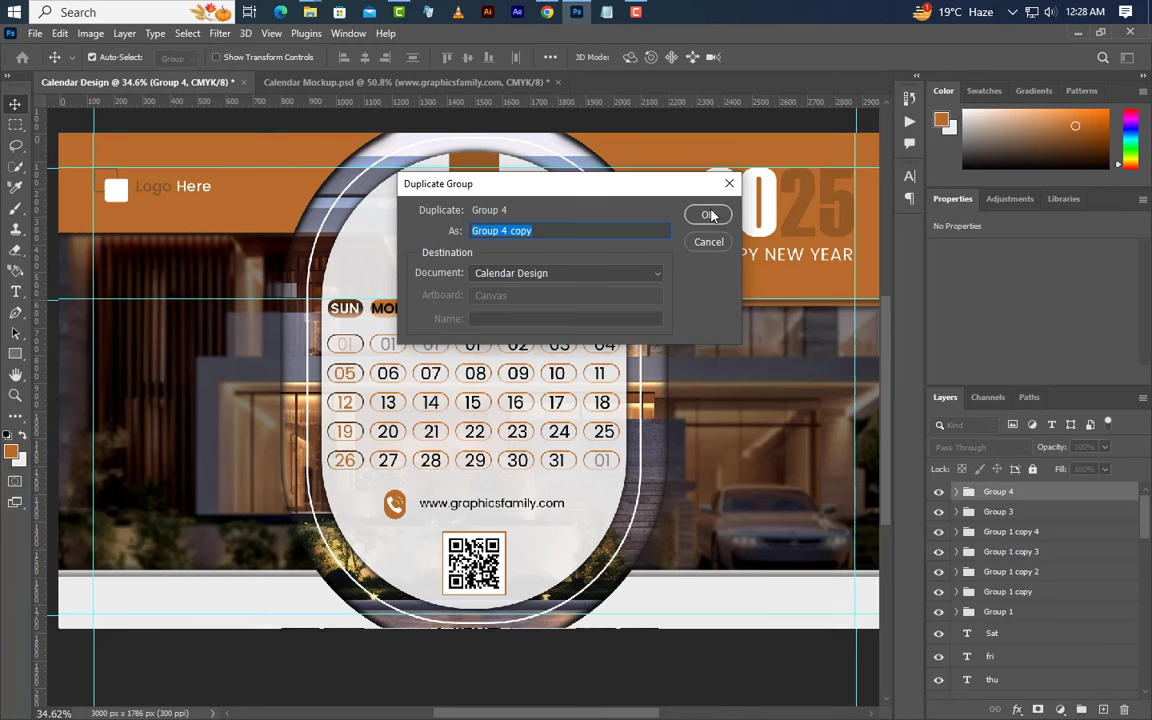 Search
19°C Haze
12:28 AM
File Edit Image Layer Type Select Filter 3D View Plugins Window Help
Auto-Select: Group Show Transform Controls 3D Mode:
Calendar Design @ 34.6% (Group 4, CMYK/8) * Calendar Mockup.psd @ 50.8% (www.graphicsfamily.com, CMYK/8) *
Color Swatches Gradients Patterns
Properties Adjustments Libraries
No Properties
Layers Channels Paths
Kind
Pass Through Opacity: 100%
Lock: Fill: 100%
Group 4
Group 3
Group 1 copy 4
Group 1 copy 3
Group 1 copy 2
Group 1 copy
Group 1
Sat
fri
thu
Duplicate Group
Duplicate: Group 4
As: Group 4 copy
Destination
Document: Calendar Design
Artboard: Canvas
Name:
Cancel
Logo Here
25
PY NEW YEAR
SUN
01 01
05 06 07 08 09 10 11
12 13 14 15 16 17 18
19 20 21 22 23 24 25
26 27 28 29 30 31 01
www.graphicsfamily.com
34.62% 3000 px x 1786 px (300 ppi)